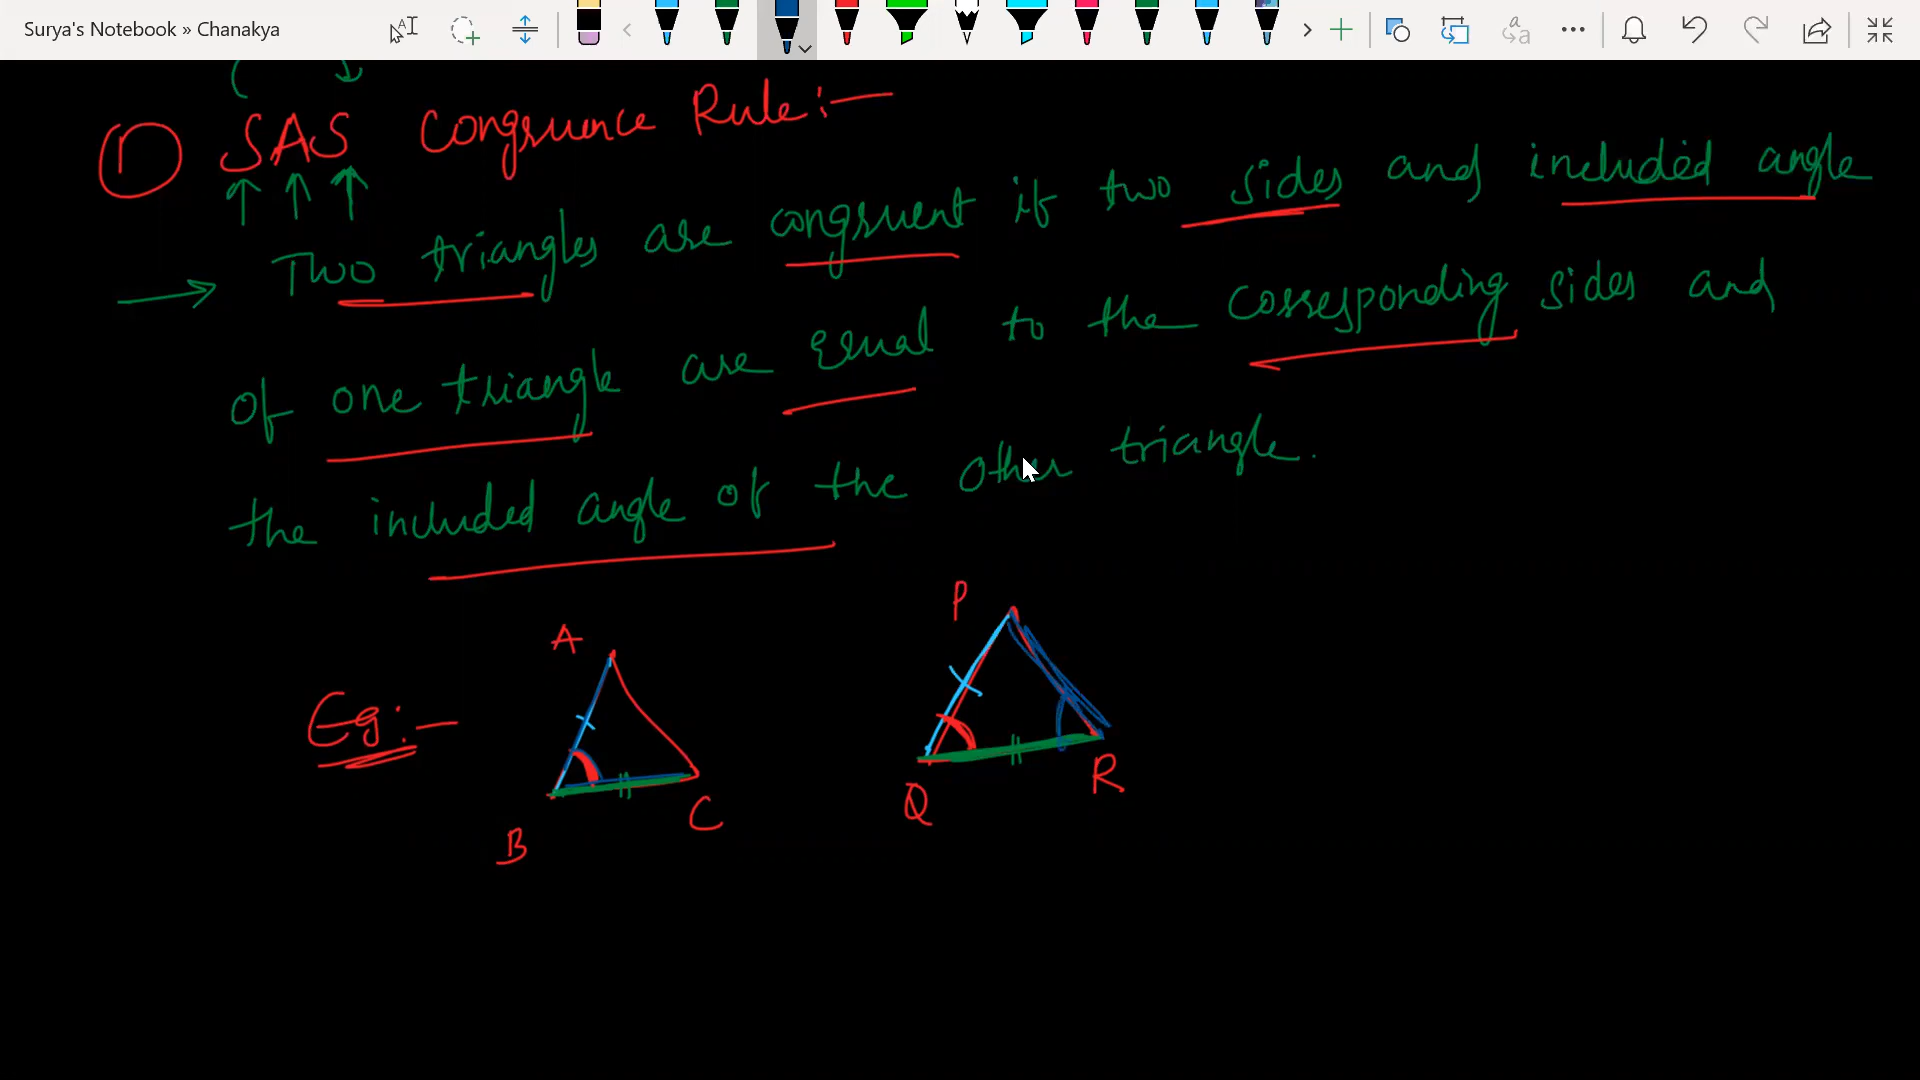 Surya's Notebook » Chanakya
① SAS Congruence Rule:-
→ Two triangles are congruent if two sides and included angle
of one triangle are equal to the corresponding sides and
the included angle of the other triangle.
Eg:-
A
B
C
P
Q
R